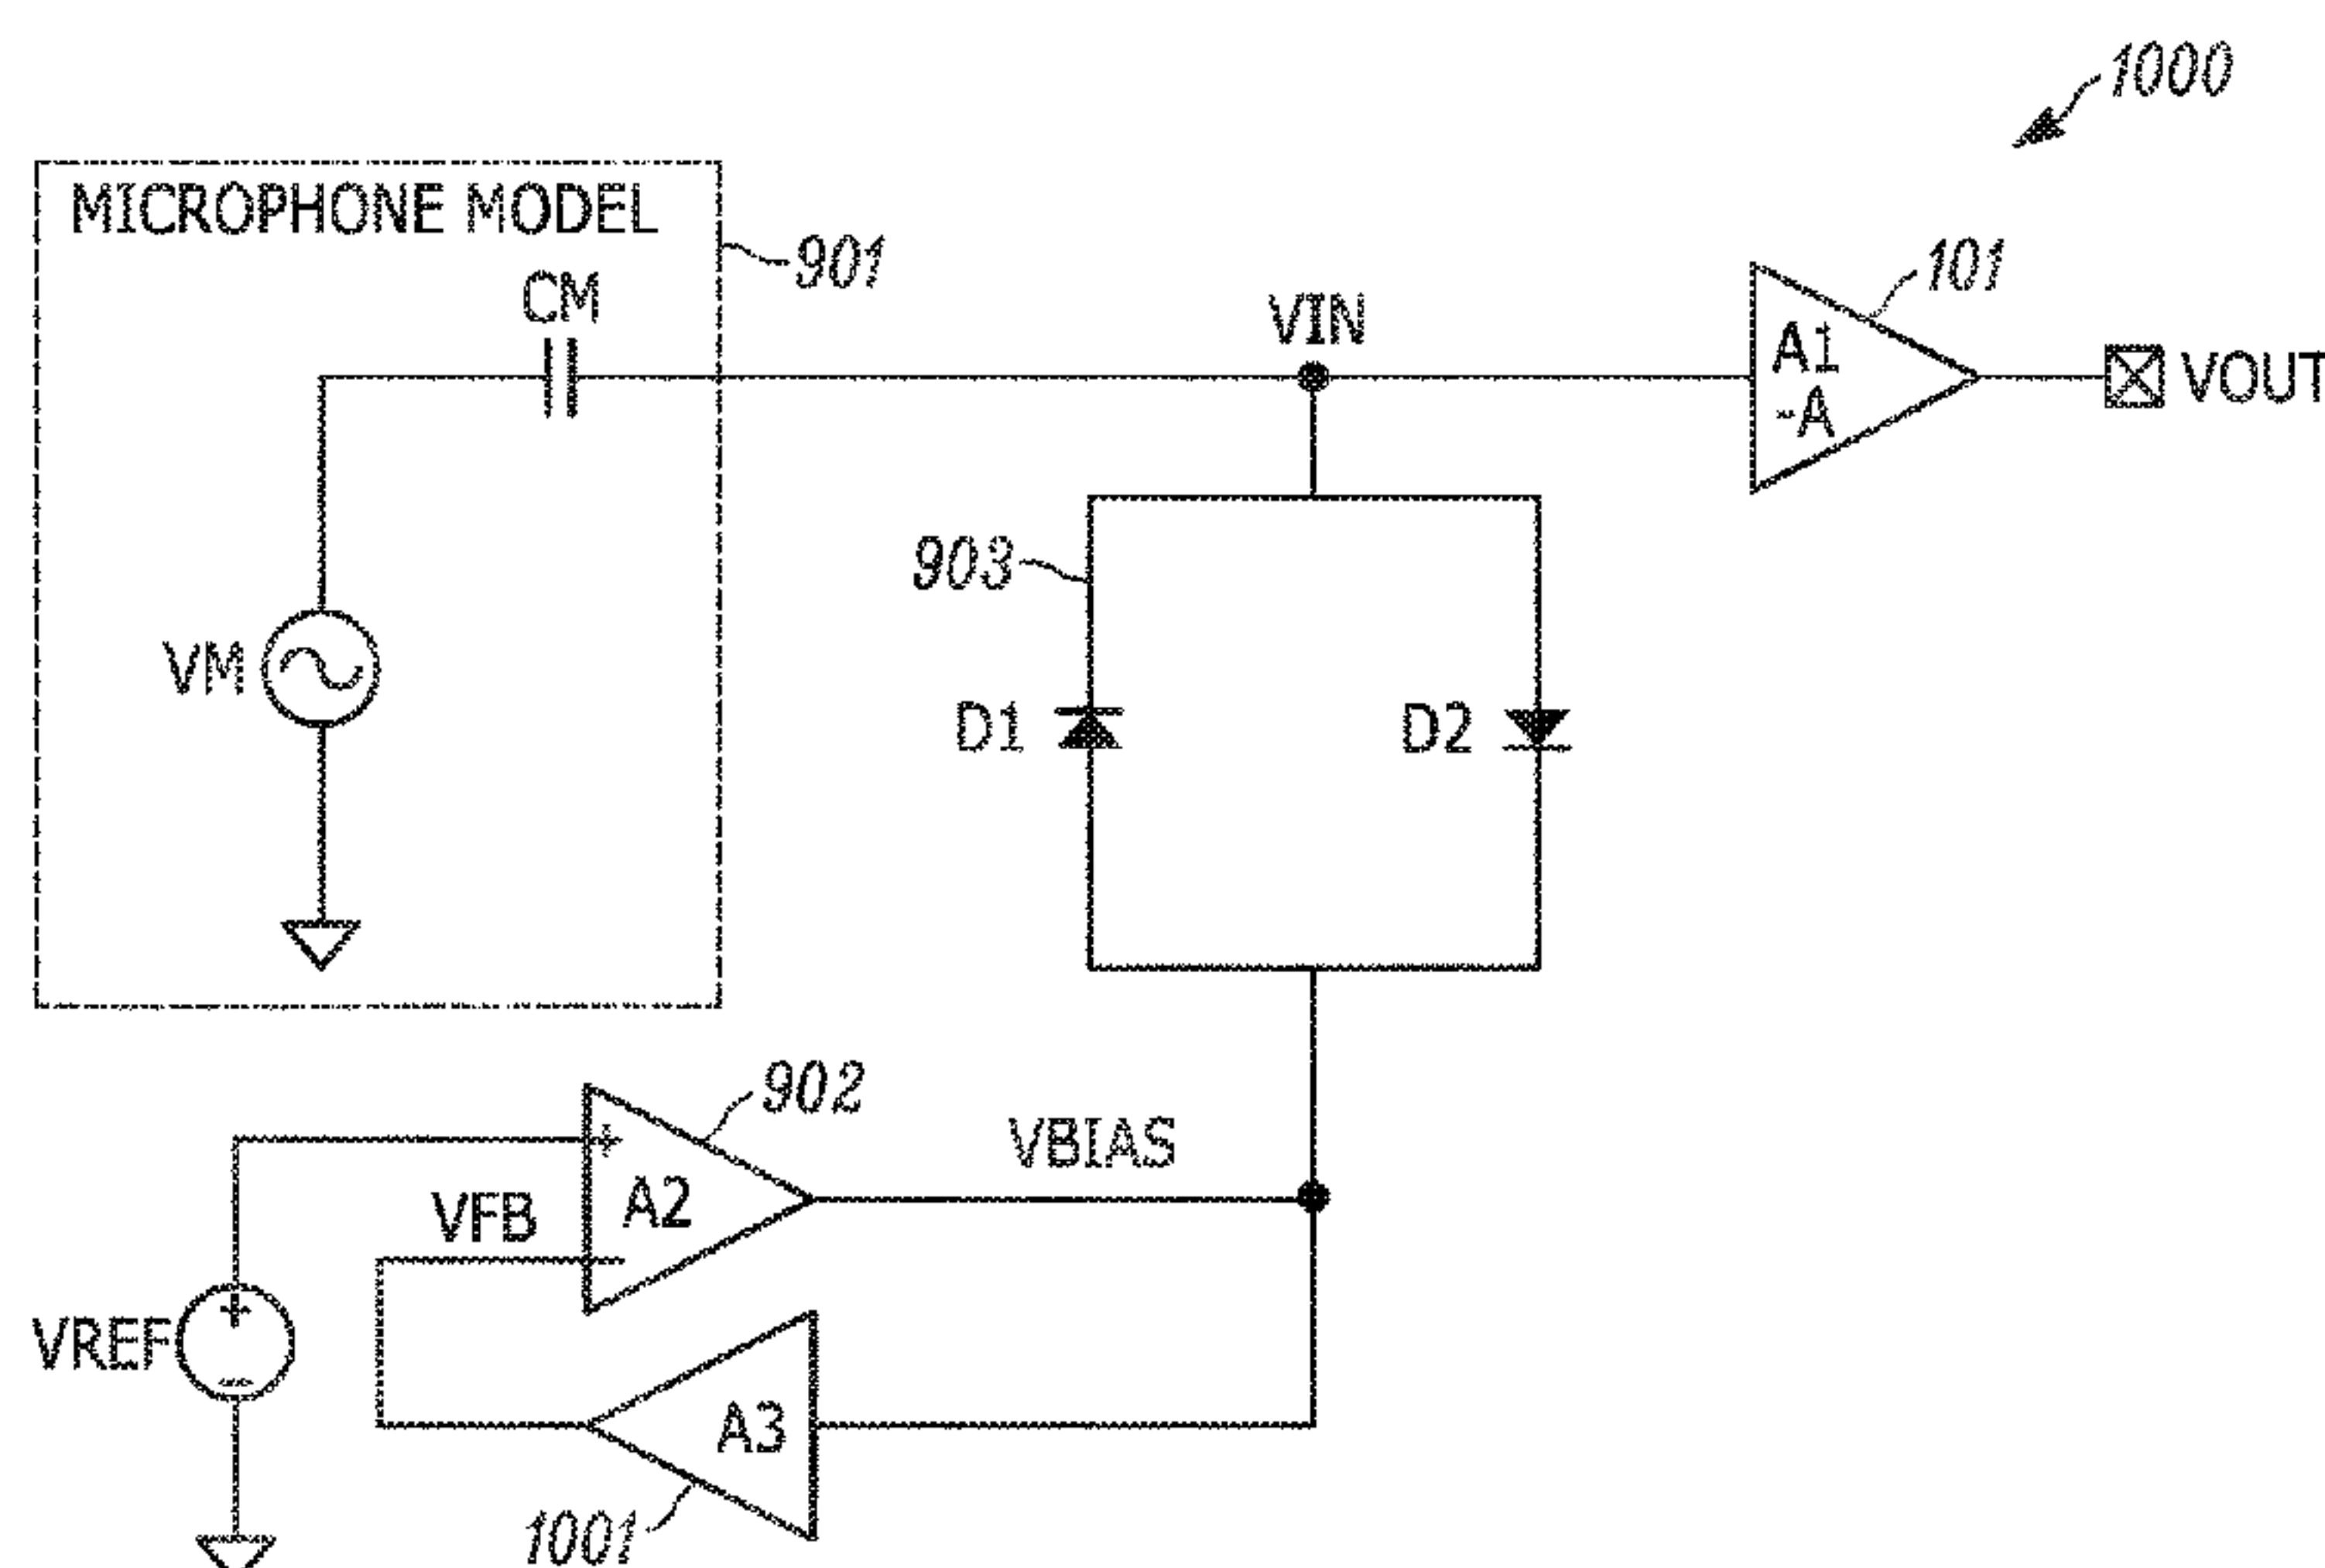 1000
MICROPHONE MODEL
901
CM
VIN
101
A1
-A
VOUT
903
VM
D1
D2
902
VBIAS
+
A2
VFB
-
VREF
+
-
A3
1001